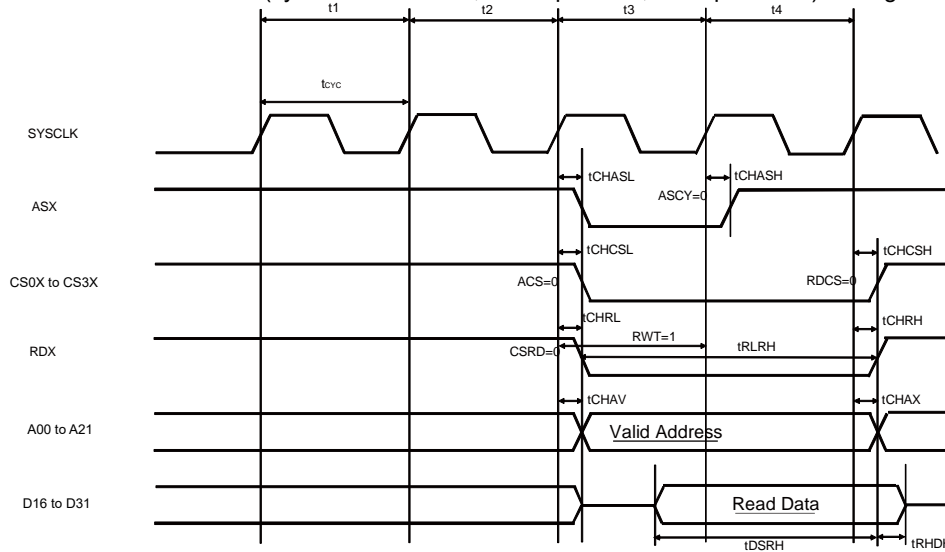 t1 t2 t3 t4
tCYC
SYSCLK
tCHASL tCHASH
ASX ASCY=0
tCHCSL tCHCSH
CS0X to CS3X ACS=0 RDCS=0
tCHRL tCHRH
RWT=1
RDX CSRD=0 tRLRH
tCHAV tCHAX
A00 to A21 Valid Address
D16 to D31 Read Data
tDSRH